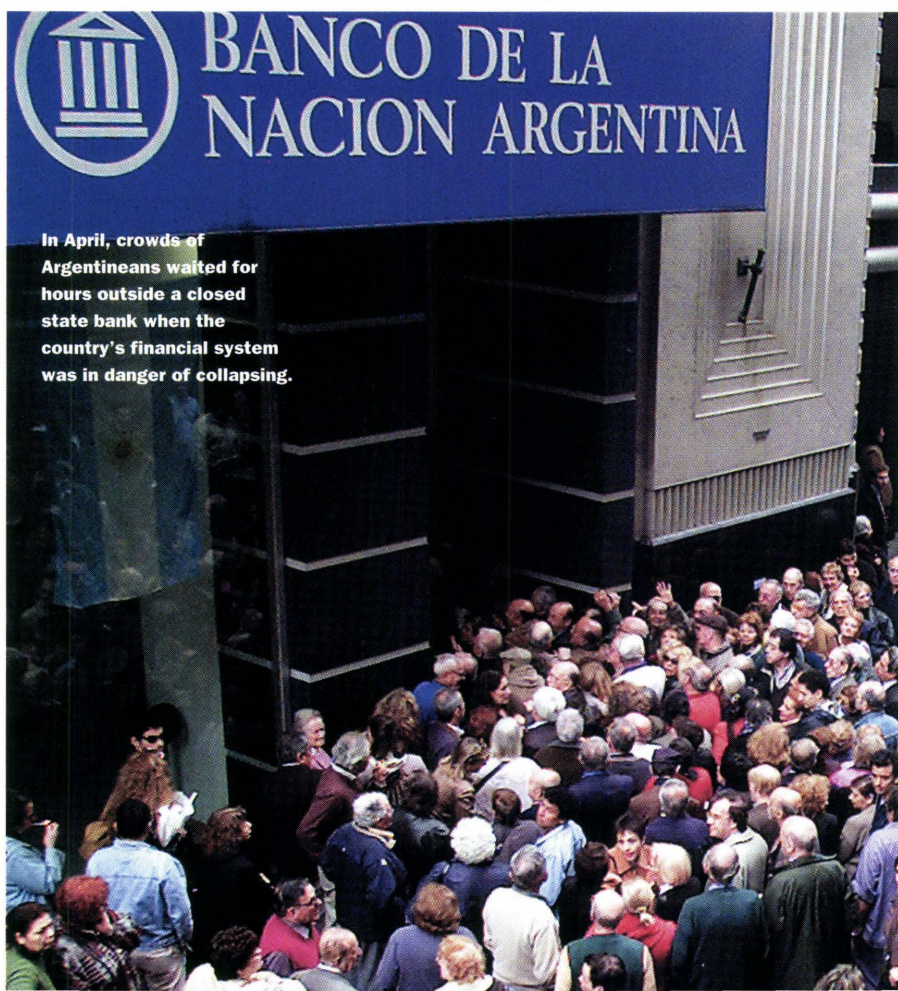 BANCO DE LA
NACION ARGENTINA
In April, crowds of
Argentineans waited for
hours outside a closed
state bank when the
country's financial system
was in danger of collapsing.